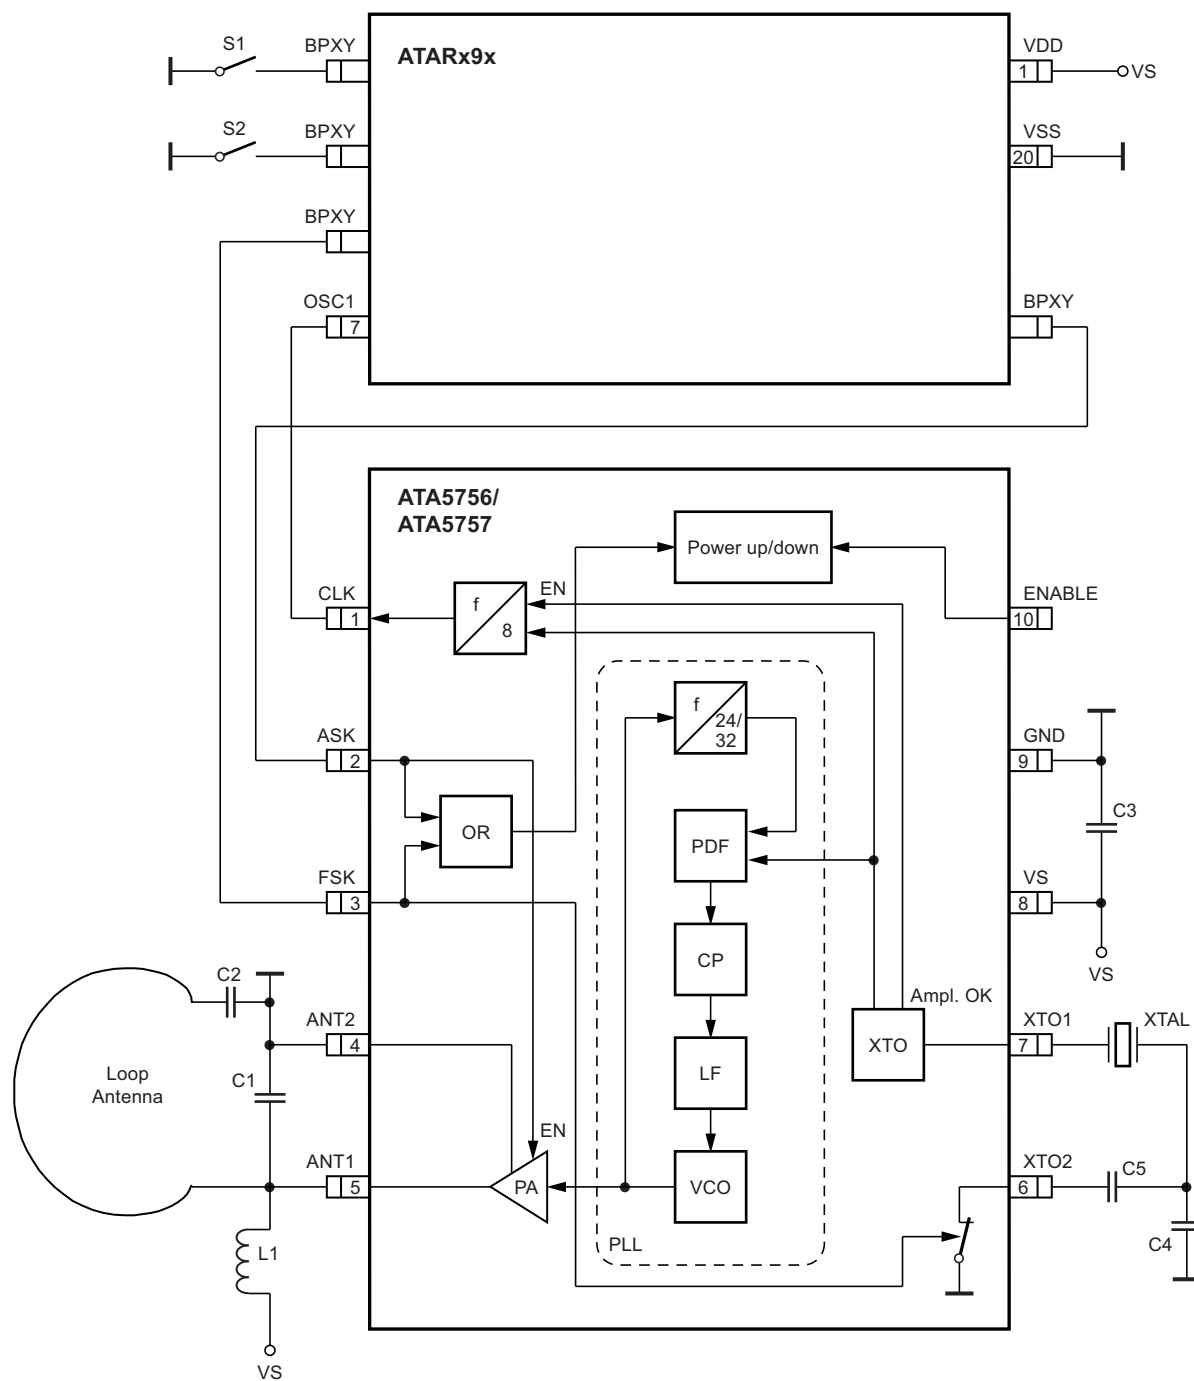 S1
BPXY
ATARx9x
VDD
1
VS
S2
BPXY
VSS
20
BPXY
OSC1
7
BPXY
ATA5756/
ATA5757
Power up/down
CLK
1
f
8
EN
ENABLE
10
f
24/
32
ASK
2
GND
9
OR
PDF
C3
FSK
3
VS
8
CP
VS
C2
Ampl. OK
ANT2
4
XTO
XTO1
7
XTAL
Loop
Antenna
C1
LF
EN
ANT1
5
PA
VCO
XTO2
6
C5
L1
PLL
C4
VS